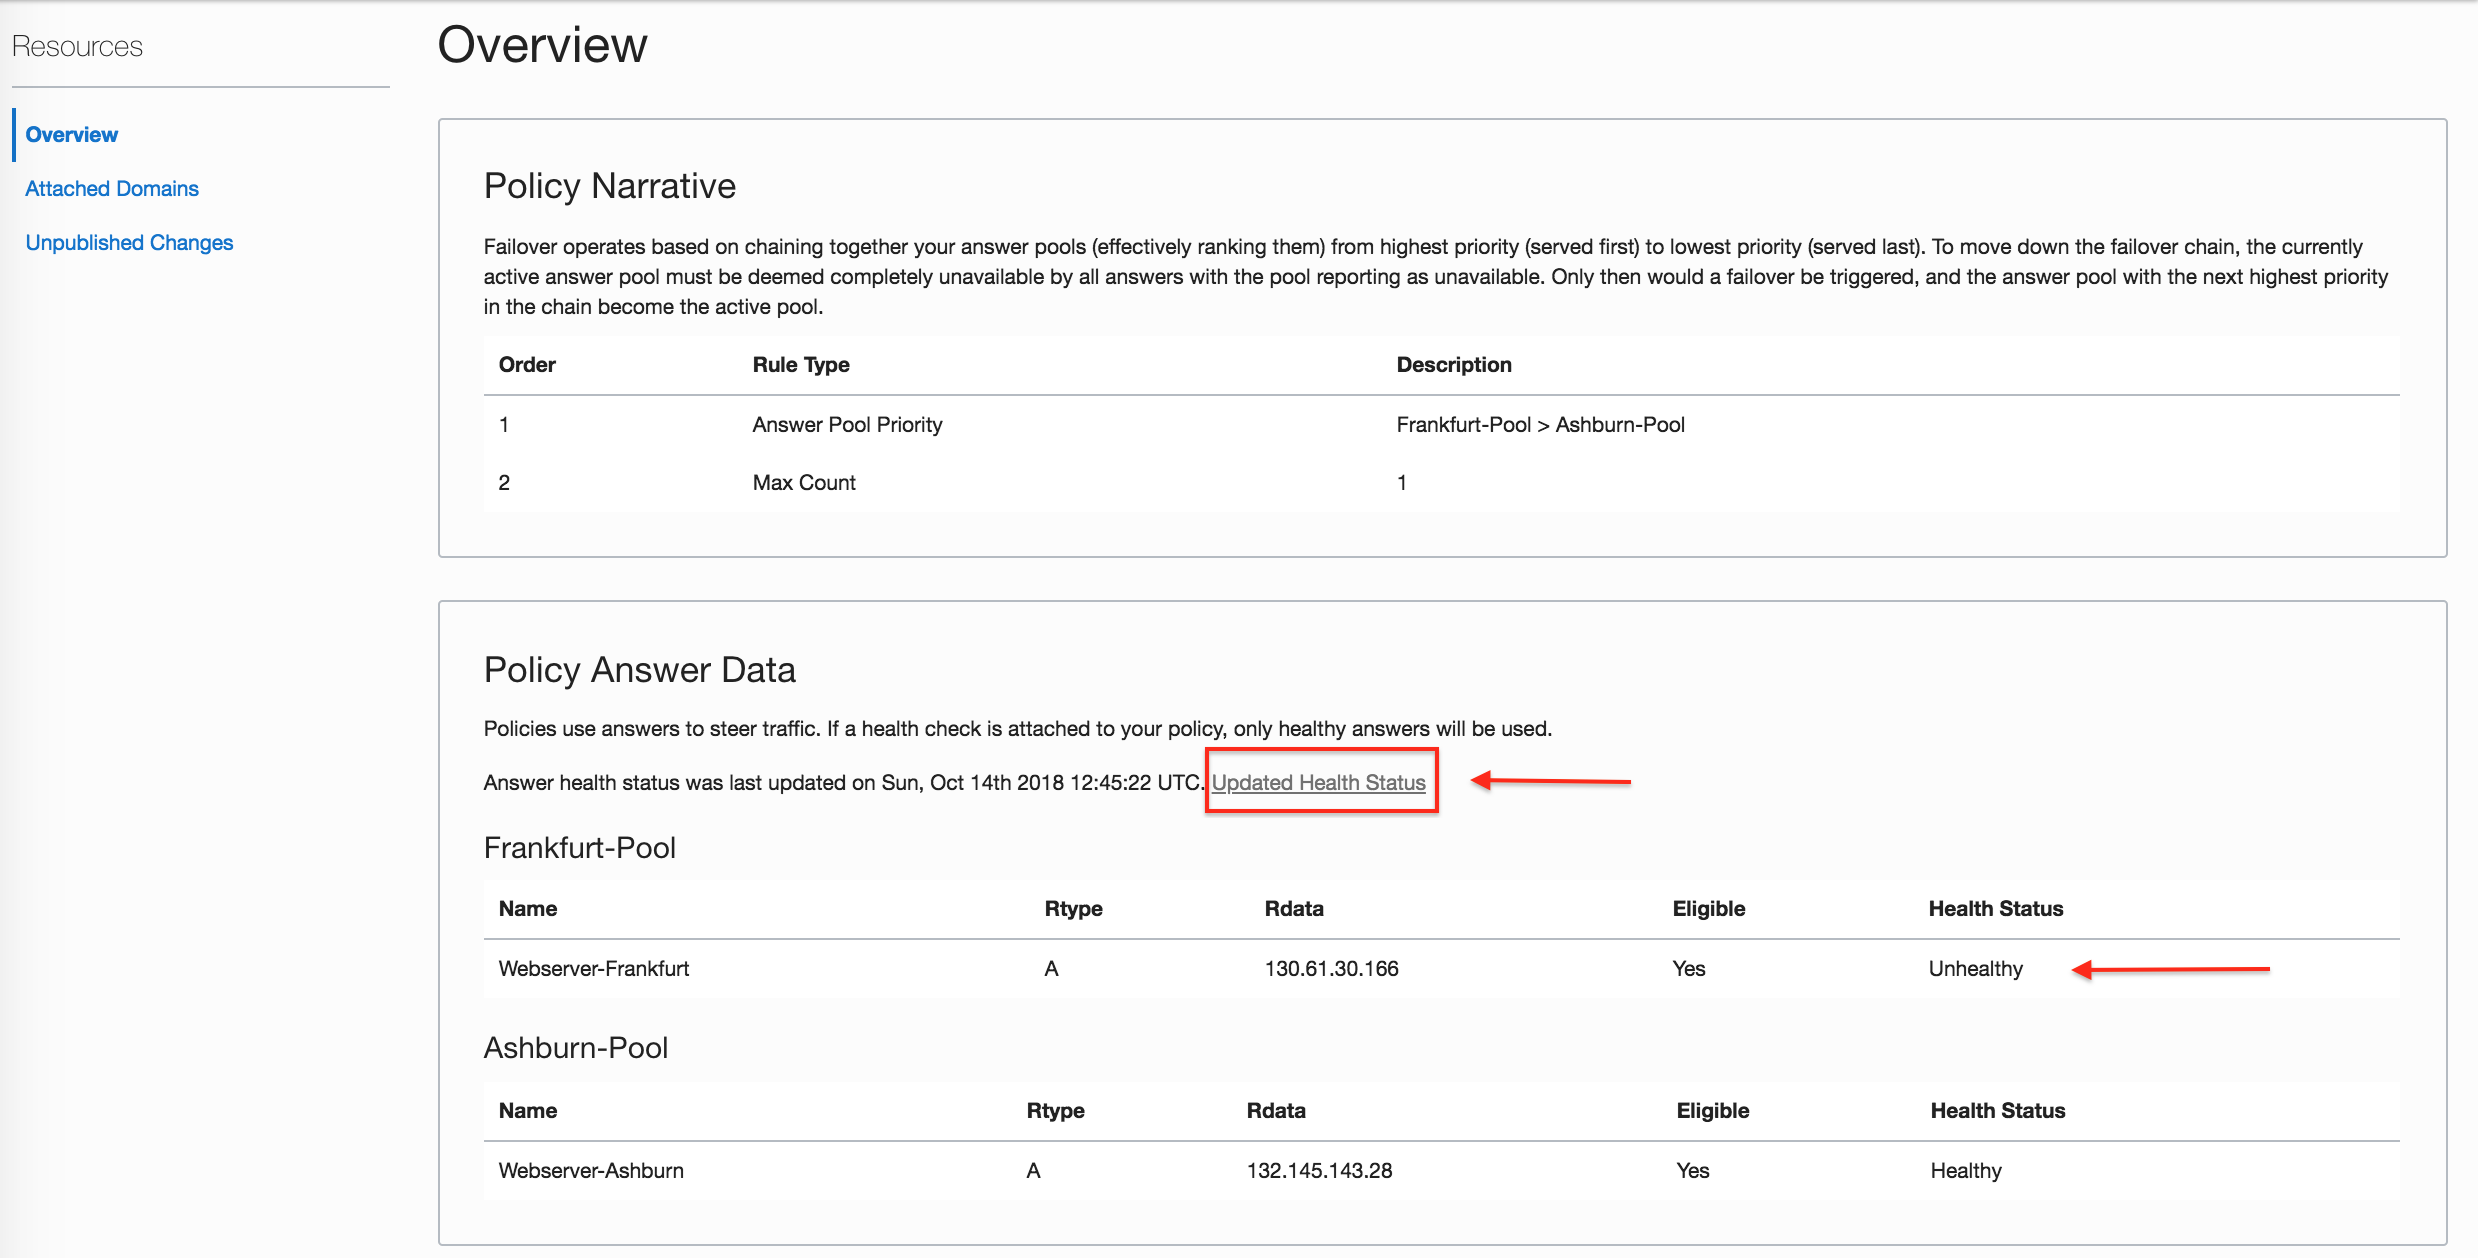 Resources
Overview
Attached Domains
Unpublished Changes
Overview
Policy Narrative
Failover operates based on chaining together your answer pools (effectively ranking them) from highest priority (served first) to lowest priority (served last). To move down the failover chain, the currently
active answer pool must be deemed completely unavailable by all answers with the pool reporting as unavailable. Only then would a failover be triggered, and the answer pool with the next highest priority
in the chain become the active pool.
Order Rule Type Description
1 Answer Pool Priority Frankfurt-Pool > Ashburn-Pool
2 Max Count 1
Policy Answer Data
Policies use answers to steer traffic. If a health check is attached to your policy, only healthy answers will be used.
Answer health status was last updated on Sun, Oct 14th 2018 12:45:22 UTC. Updated Health Status
Frankfurt-Pool
Name Rtype Rdata Eligible Health Status
Webserver-Frankfurt A 130.61.30.166 Yes Unhealthy
Ashburn-Pool
Name Rtype Rdata Eligible Health Status
Webserver-Ashburn A 132.145.143.28 Yes Healthy